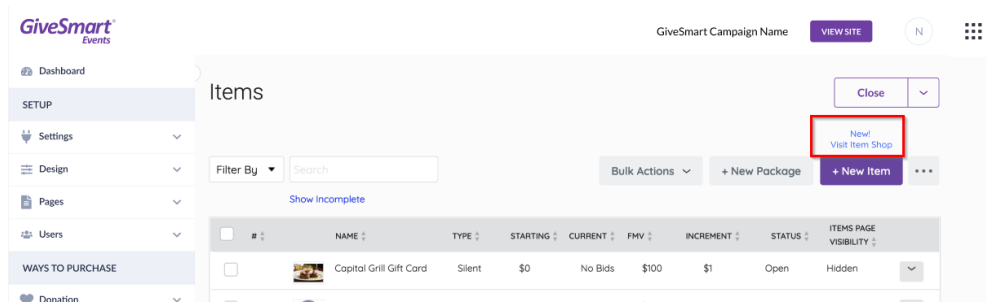 GiveSmart
Events
GiveSmart Campaign Name
VIEW SITE
N
Dashboard
SETUP
Settings
Design
Pages
Users
WAYS TO PURCHASE
Donation
Items
Close
New!
Visit Item Shop
Filter By
Search
Bulk Actions
+ New Package
+ New Item
Show Incomplete
#
NAME
TYPE
STARTING
CURRENT
FMV
INCREMENT
STATUS
ITEMS PAGE
VISIBILITY
Capital Grill Gift Card
Silent
$0
No Bids
$100
$1
Open
Hidden